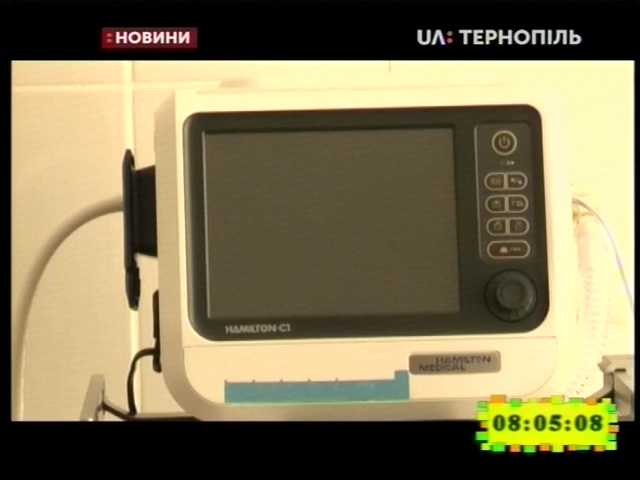 :НОВИНИ
UA: ТЕРНОПІЛЬ
HAMILTON-C1
HAMILTON
MEDICAL
08:05:08